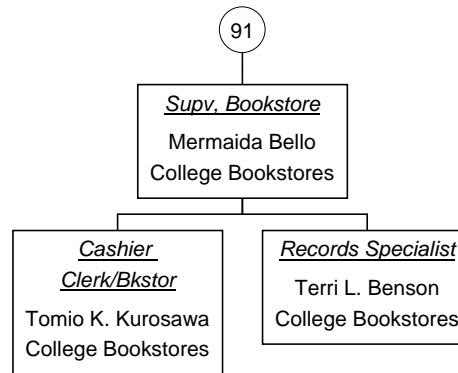 91
Supv, Bookstore
Mermaida Bello
College Bookstores
Cashier
Clerk/Bkstor
Tomio K. Kurosawa
College Bookstores
Records Specialist
Terri L. Benson
College Bookstores